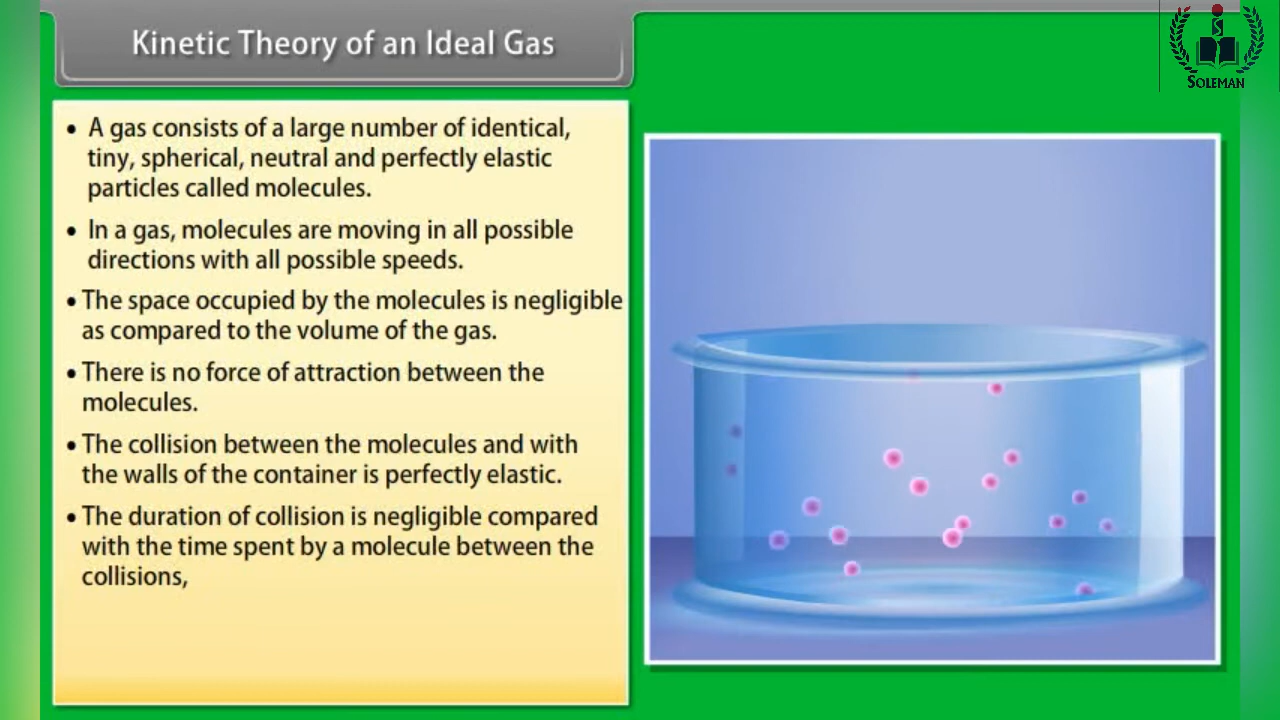 Kinetic Theory of an Ideal Gas
SOLEMAN
• A gas consists of a large number of identical,
tiny, spherical, neutral and perfectly elastic
particles called molecules.
• In a gas, molecules are moving in all possible
directions with all possible speeds.
• The space occupied by the molecules is negligible
as compared to the volume of the gas.
• There is no force of attraction between the
molecules.
• The collision between the molecules and with
the walls of the container is perfectly elastic.
• The duration of collision is negligible compared
with the time spent by a molecule between the
collisions,